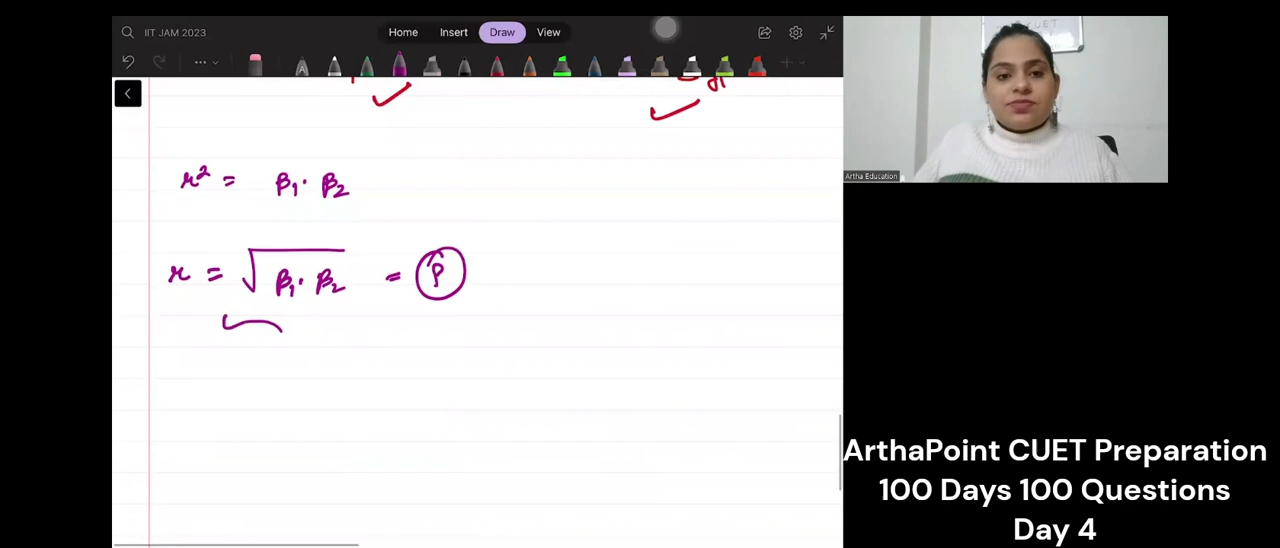 IIT JAM 2023
Home Insert Draw View
r² = β₁ · β₂
r = √β₁ · β₂ = ρ
Artha Education
ArthaPoint CUET Preparation
100 Days 100 Questions
Day 4